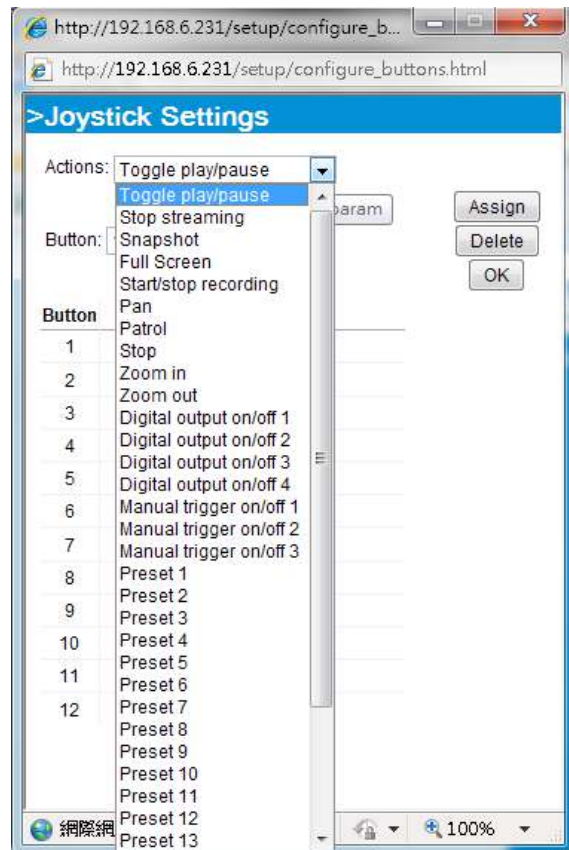 http://192.168.6.231/setup/configure_b...
http://192.168.6.231/setup/configure_buttons.html
>Joystick Settings
Actions: Toggle play/pause
Toggle play/pause
Stop streaming
Snapshot
Full Screen
Start/stop recording
Pan
Patrol
Stop
Zoom in
Zoom out
Digital output on/off 1
Digital output on/off 2
Digital output on/off 3
Digital output on/off 4
Manual trigger on/off 1
Manual trigger on/off 2
Manual trigger on/off 3
Preset 1
Preset 2
Preset 3
Preset 4
Preset 5
Preset 6
Preset 7
Preset 8
Preset 9
Preset 10
Preset 11
Preset 12
Preset 13
param
Assign
Button:
Delete
OK
Button
1
2
3
4
5
6
7
8
9
10
11
12
網際網
100%